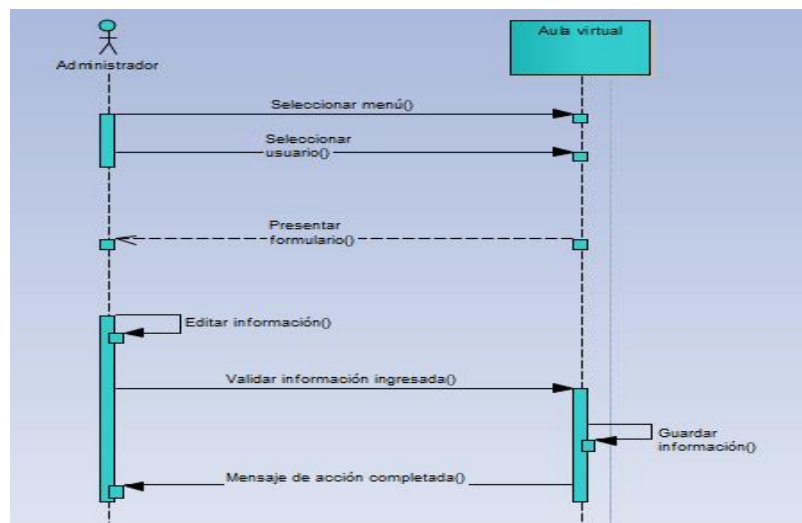 Administrador
Aula virtual
Seleccionar menú()
Seleccionar
usuario()
Presentar
formulario()
Editar información()
Validar información ingresada()
Guardar
información()
Mensaje de acción completada()